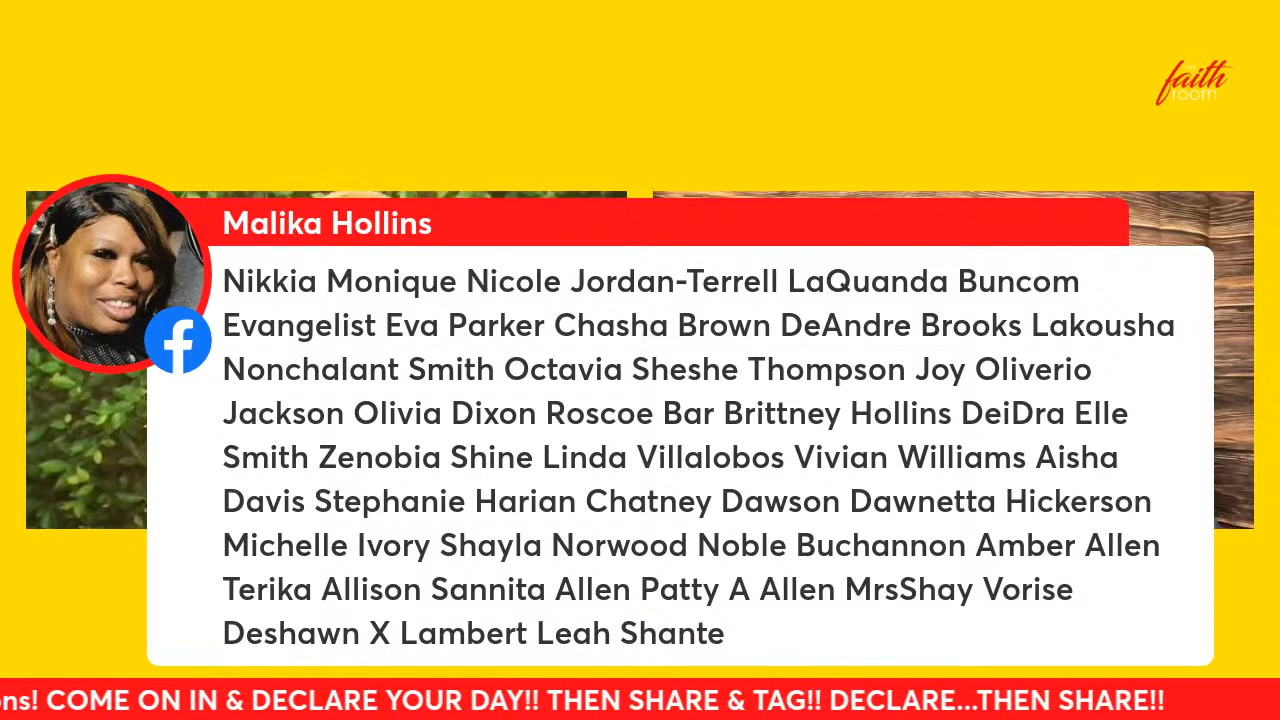 faith
room
Malika Hollins
Nikkia Monique Nicole Jordan-Terrell LaQuanda Buncom
Evangelist Eva Parker Chasha Brown DeAndre Brooks Lakousha
Nonchalant Smith Octavia Sheshe Thompson Joy Oliverio
Jackson Olivia Dixon Roscoe Bar Brittney Hollins DeiDra Elle
Smith Zenobia Shine Linda Villalobos Vivian Williams Aisha
Davis Stephanie Harian Chatney Dawson Dawnetta Hickerson
Michelle Ivory Shayla Norwood Noble Buchannon Amber Allen
Terika Allison Sannita Allen Patty A Allen MrsShay Vorise
Deshawn X Lambert Leah Shante
ns! COME ON IN & DECLARE YOUR DAY!! THEN SHARE & TAG!! DECLARE...THEN SHARE!!